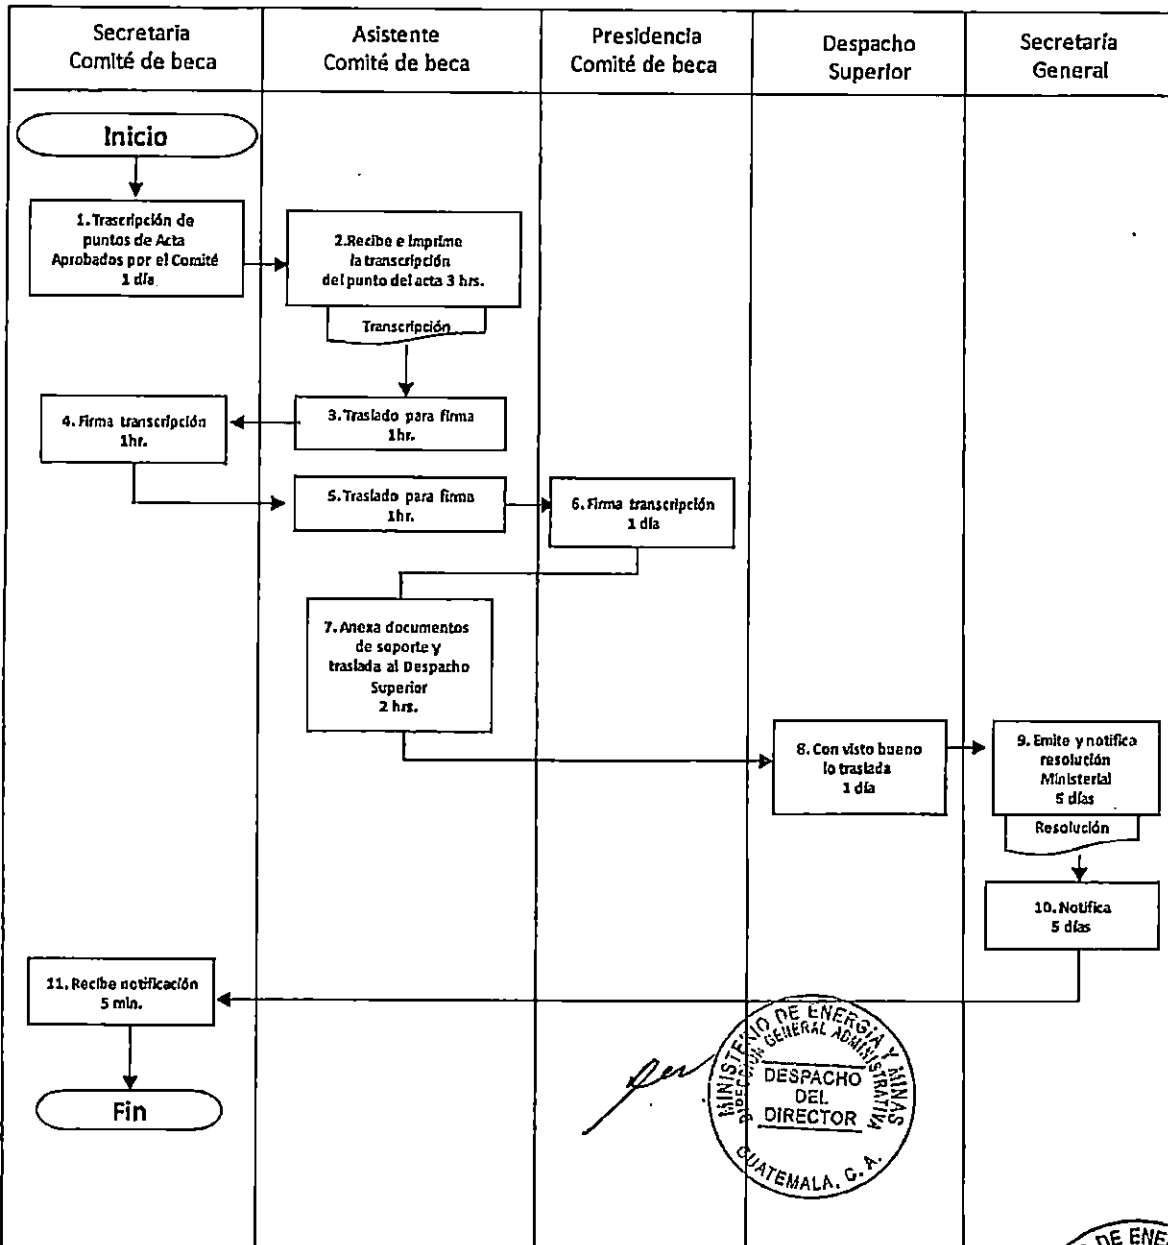 Secretaria
Comité de beca
Asistente
Comité de beca
Presidencia
Comité de beca
Despacho
Superior
Secretaría
General
Inicio
1. Trascripción de
puntos de Acta
Aprobados por el Comité
1 día
2.Recibe e imprime
la transcripción
del punto del acta 3 hrs.
Transcripción
3. Traslado para firma
1hr.
4. Firma transcripción
1hr.
5. Traslado para firma
1hr.
6. Firma transcripción
1 día
7. Anexa documentos
de soporte y
traslada al Despacho
Superior
2 hrs.
8. Con visto bueno
lo traslada
1 día
9. Emite y notifica
resolución
Ministerial
5 días
Resolución
10. Notifica
5 días
11. Recibe notificación
5 min.
Fin
MINISTERIO DE ENERGIA Y MINAS
DIRECCION GENERAL ADMINISTRATIVA
DESPACHO
DEL
DIRECTOR
GUATEMALA, C. A.
DE ENE